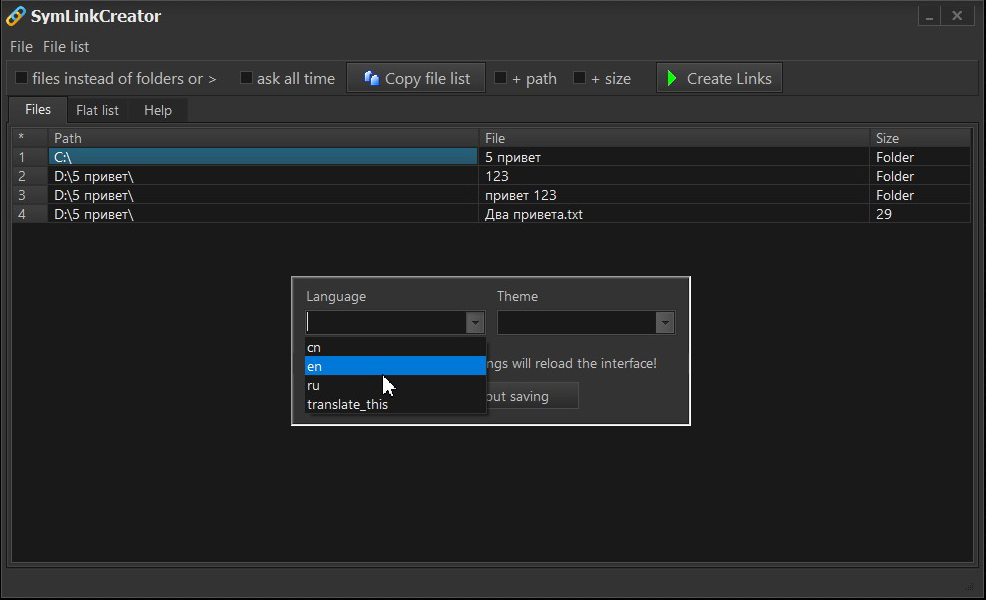 SymLinkCreator
File File list
files instead of folders or > ask all time Copy file list + path + size Create Links
Files Flat list Help
* Path File Size
1 C:\ 5 привет Folder
2 D:\5 привет\ 123 Folder
3 D:\5 привет\ привет 123 Folder
4 D:\5 привет\ Два привета.txt 29
Language Theme
cn
en
ngs will reload the interface!
ru
out saving
translate_this